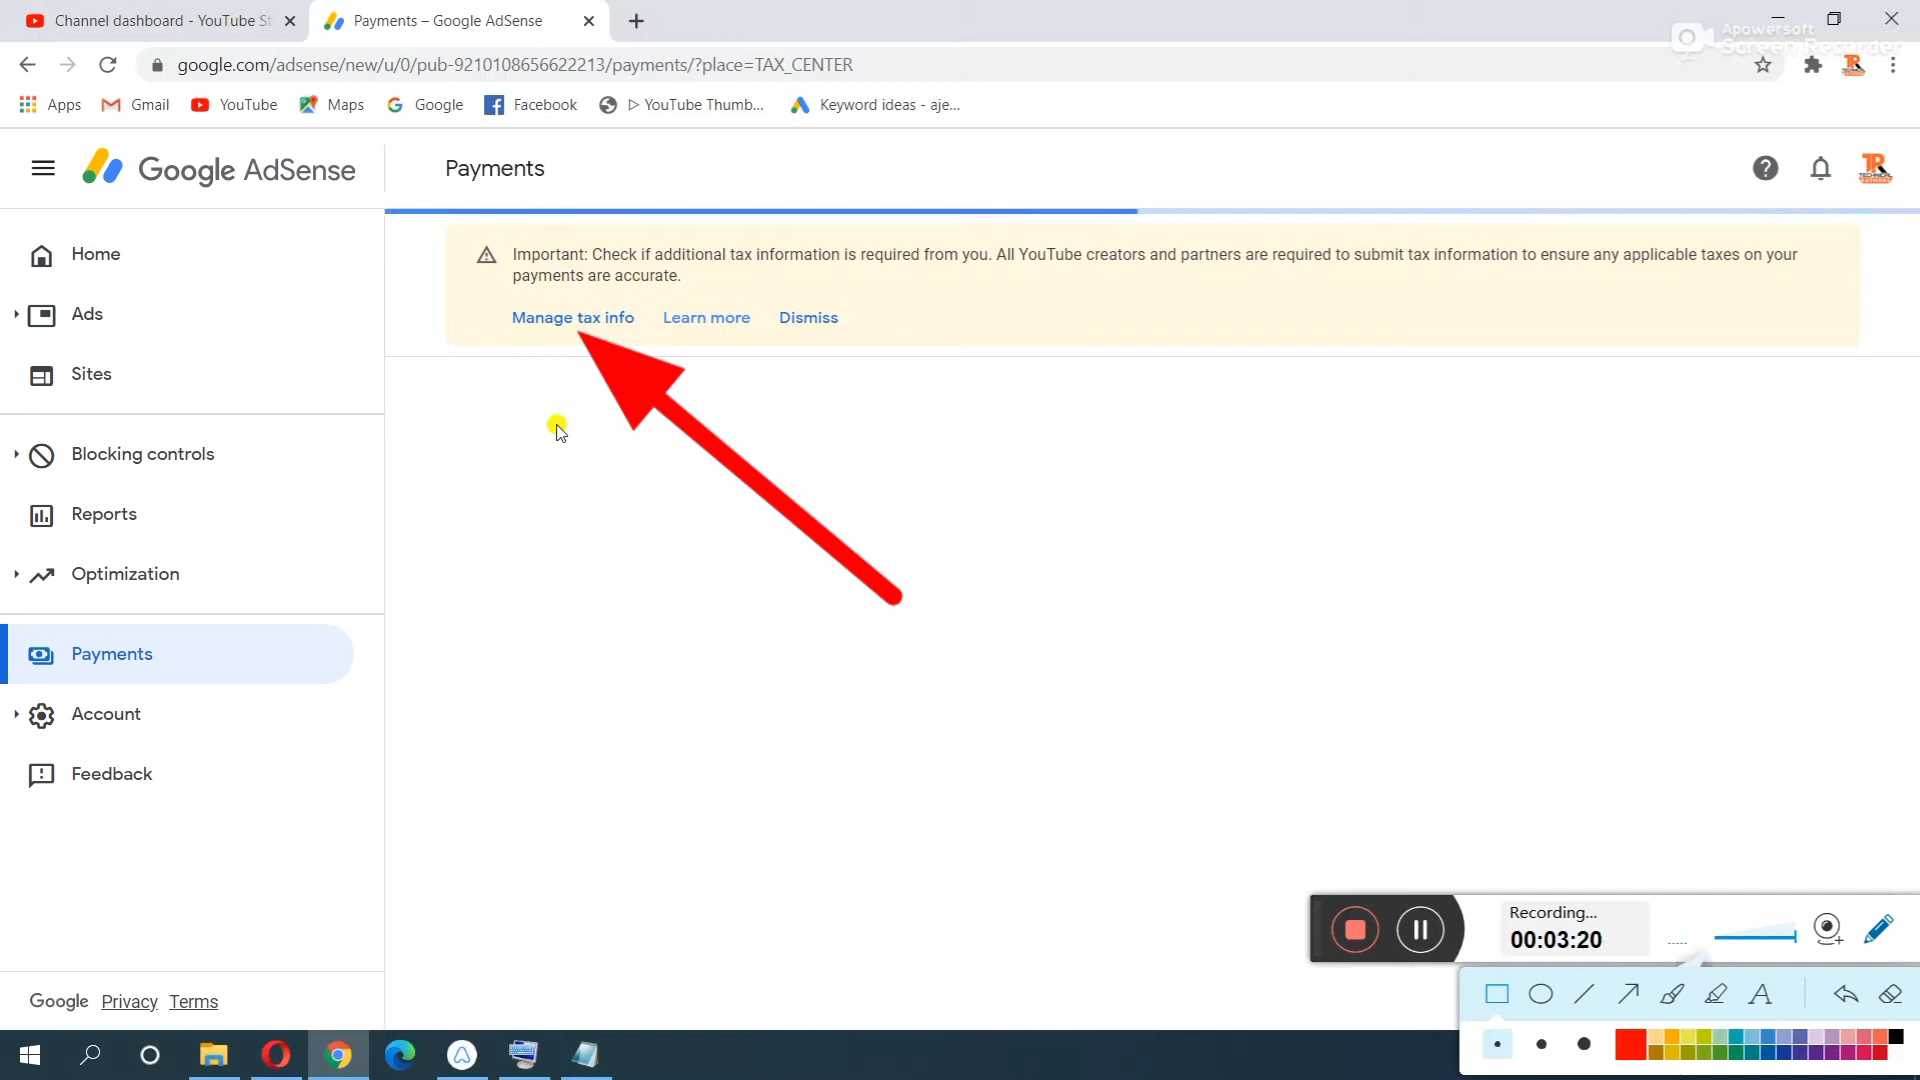 Channel dashboard - YouTube St
Payments – Google AdSense
Apowersoft
Screen Recorder
google.com/adsense/new/u/0/pub-9210108656622213/payments/?place=TAX_CENTER
Apps
Gmail
YouTube
Maps
Google
Facebook
▷ YouTube Thumb...
Keyword ideas - aje...
Google AdSense
Payments
Home
Ads
Sites
Blocking controls
Reports
Optimization
Payments
Account
Feedback
Important: Check if additional tax information is required from you. All YouTube creators and partners are required to submit tax information to ensure any applicable taxes on your
payments are accurate.
Manage tax info
Learn more
Dismiss
Recording...
00:03:20
Google Privacy Terms